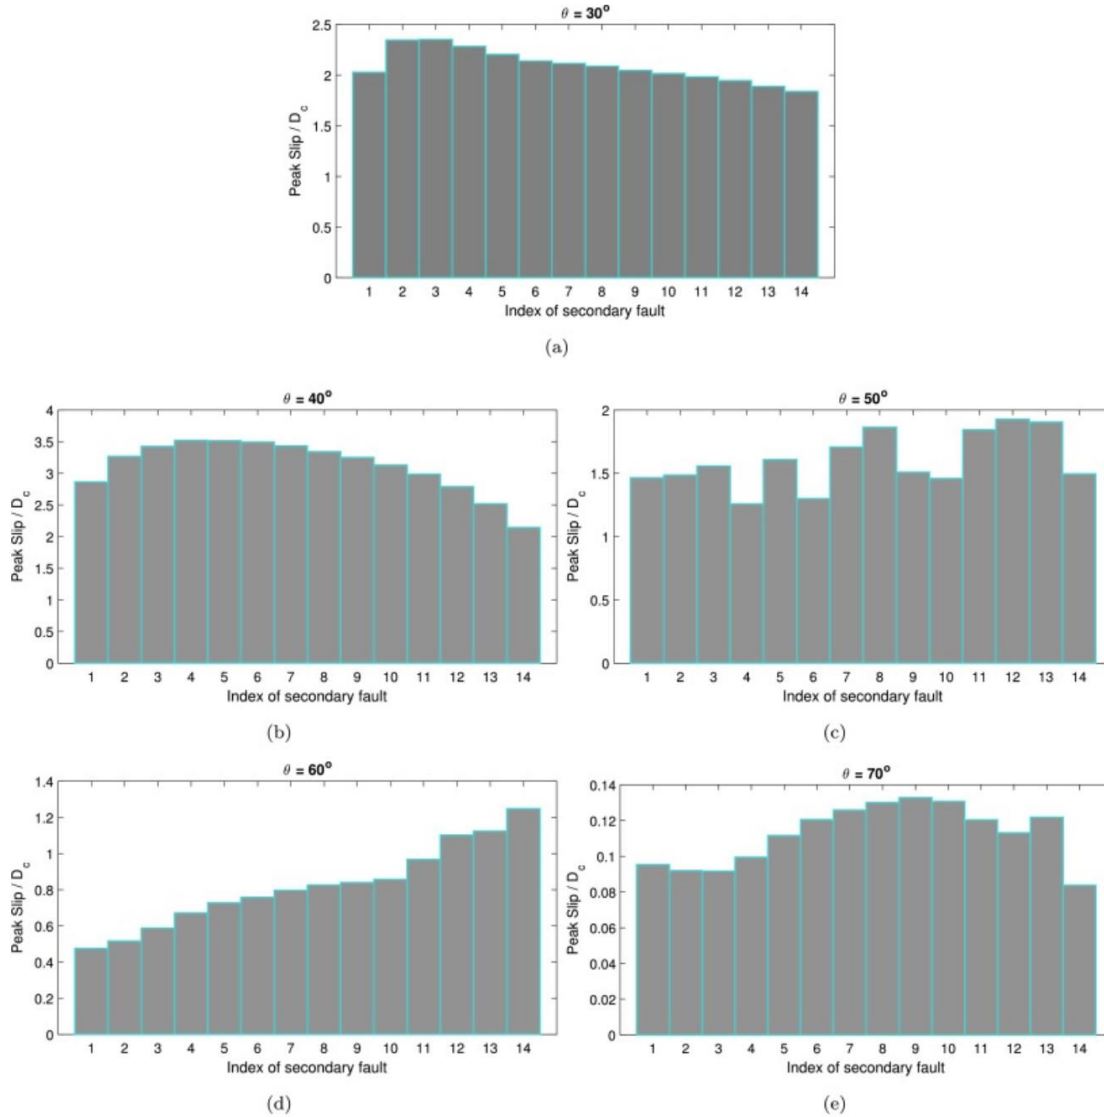 θ = 30°
2.5
2
1.5
1
0.5
0
Peak Slip / D_c
1 2 3 4 5 6 7 8 9 10 11 12 13 14
Index of secondary fault
(a)
θ = 40°
4
3.5
3
2.5
2
1.5
1
0.5
0
Peak Slip / D_c
1 2 3 4 5 6 7 8 9 10 11 12 13 14
Index of secondary fault
(b)
θ = 50°
2
1.5
1
0.5
0
Peak Slip / D_c
1 2 3 4 5 6 7 8 9 10 11 12 13 14
Index of secondary fault
(c)
θ = 60°
1.4
1.2
1
0.8
0.6
0.4
0.2
0
Peak Slip / D_c
1 2 3 4 5 6 7 8 9 10 11 12 13 14
Index of secondary fault
(d)
θ = 70°
0.14
0.12
0.1
0.08
0.06
0.04
0.02
0
Peak Slip / D_c
1 2 3 4 5 6 7 8 9 10 11 12 13 14
Index of secondary fault
(e)